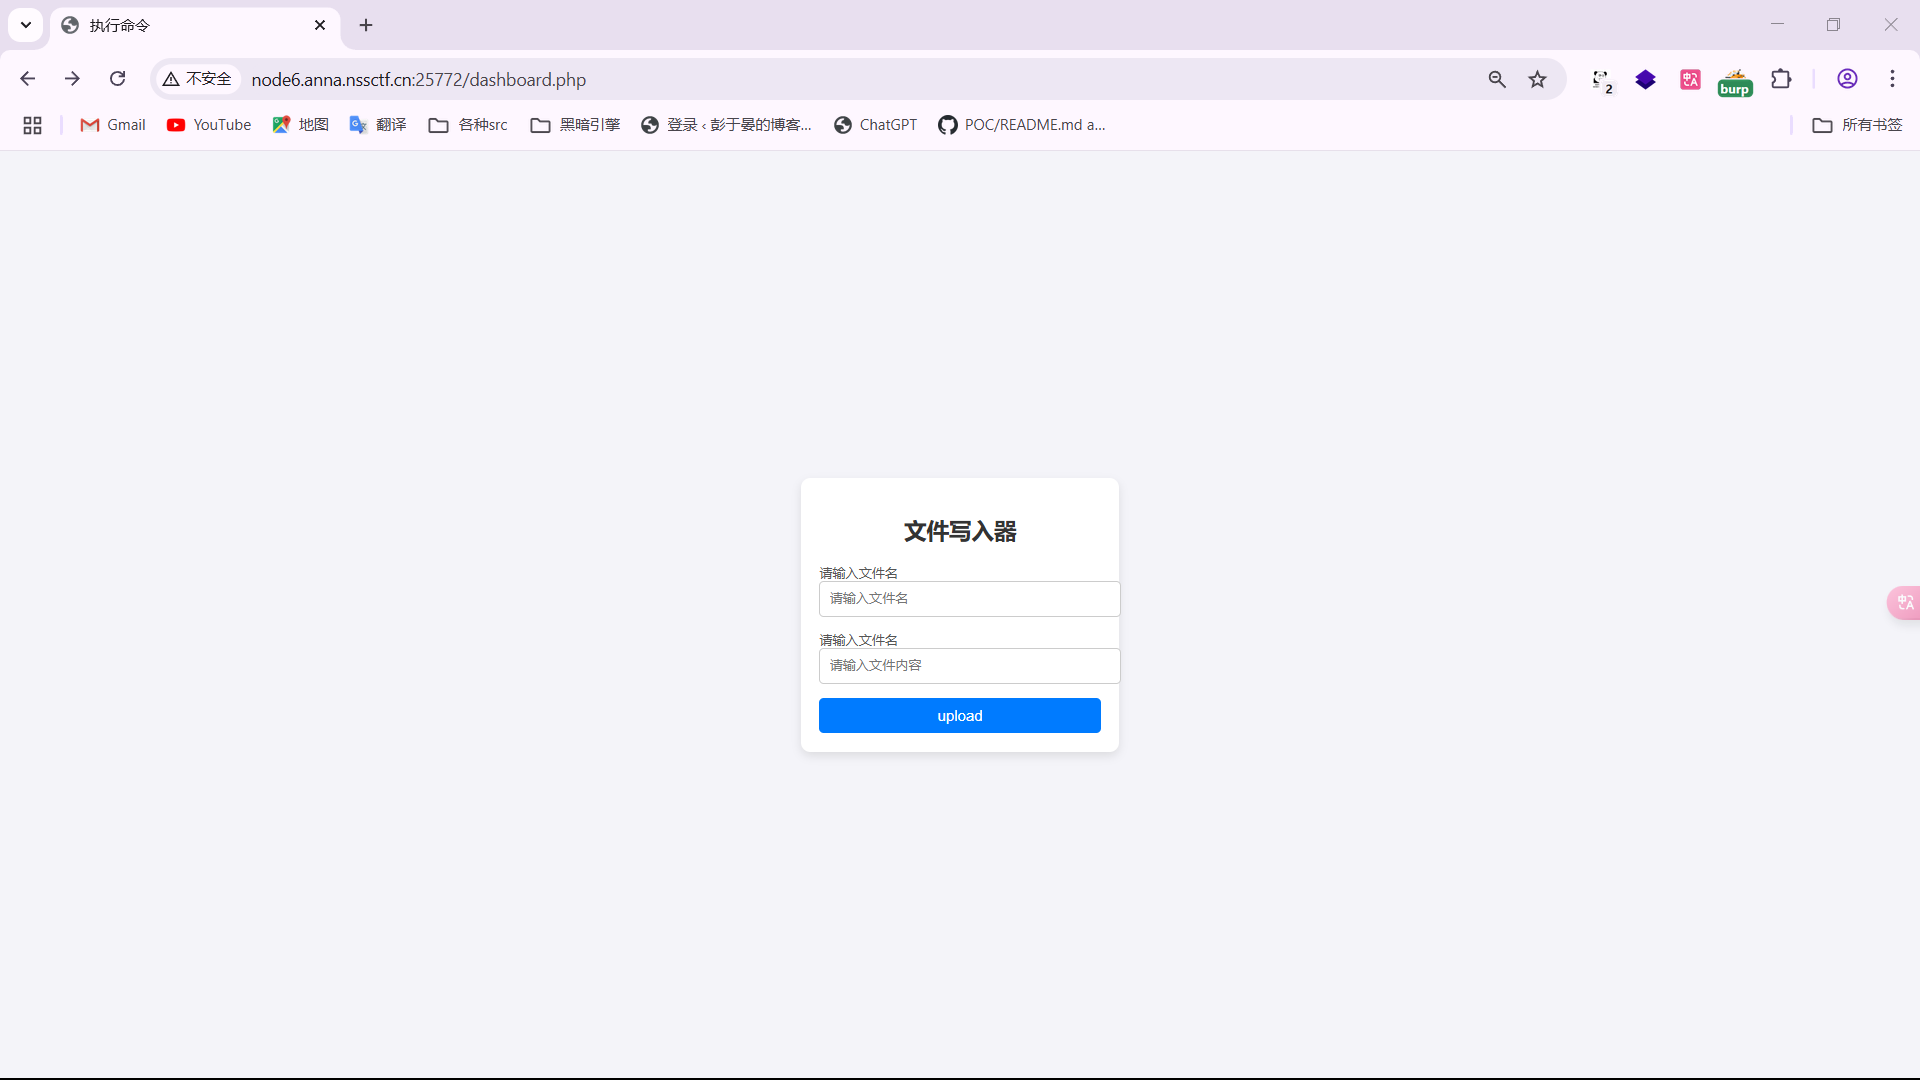 执行命令
不安全 node6.anna.nssctf.cn:25772/dashboard.php 2 burp
Gmail YouTube 地图 翻译 各种src 黑暗引擎 登录 ‹ 彭于晏的博客... ChatGPT POC/README.md a... 所有书签
文件写入器
请输入文件名
请输入文件名
请输入文件名
请输入文件内容
upload